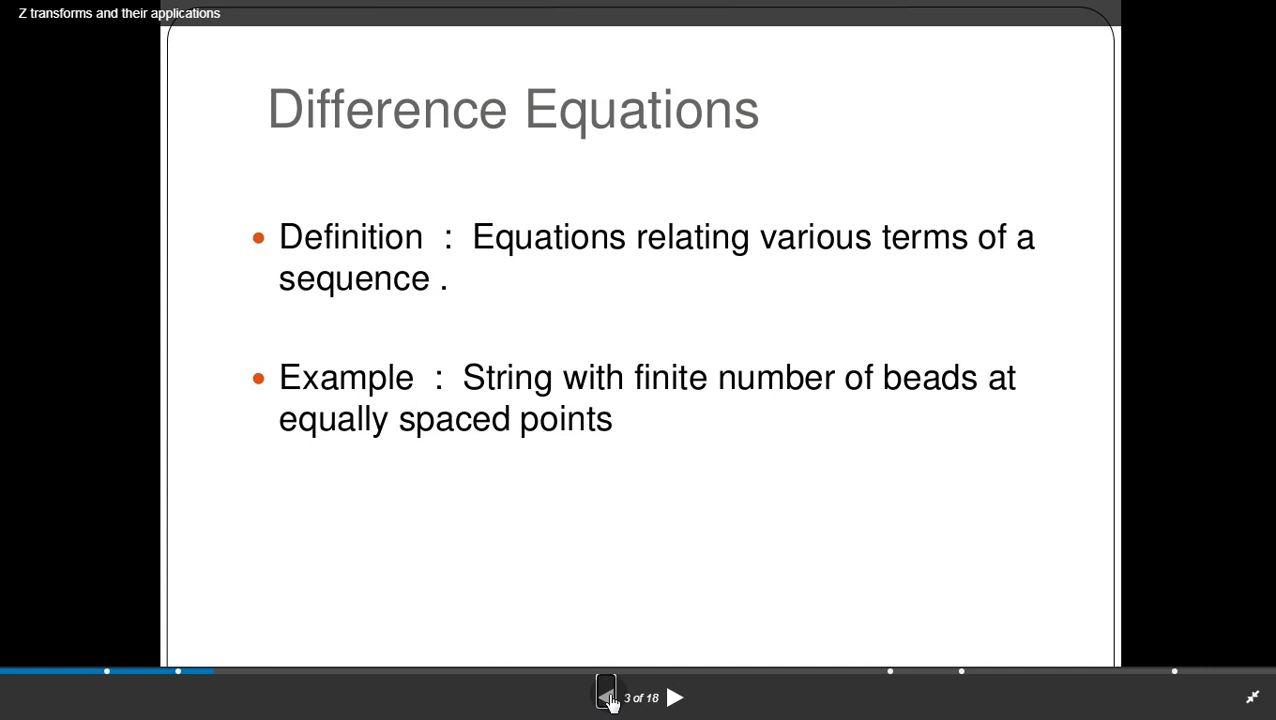 Z transforms and their applications
Difference Equations
• Definition : Equations relating various terms of a
sequence .
• Example : String with finite number of beads at
equally spaced points
3 of 18